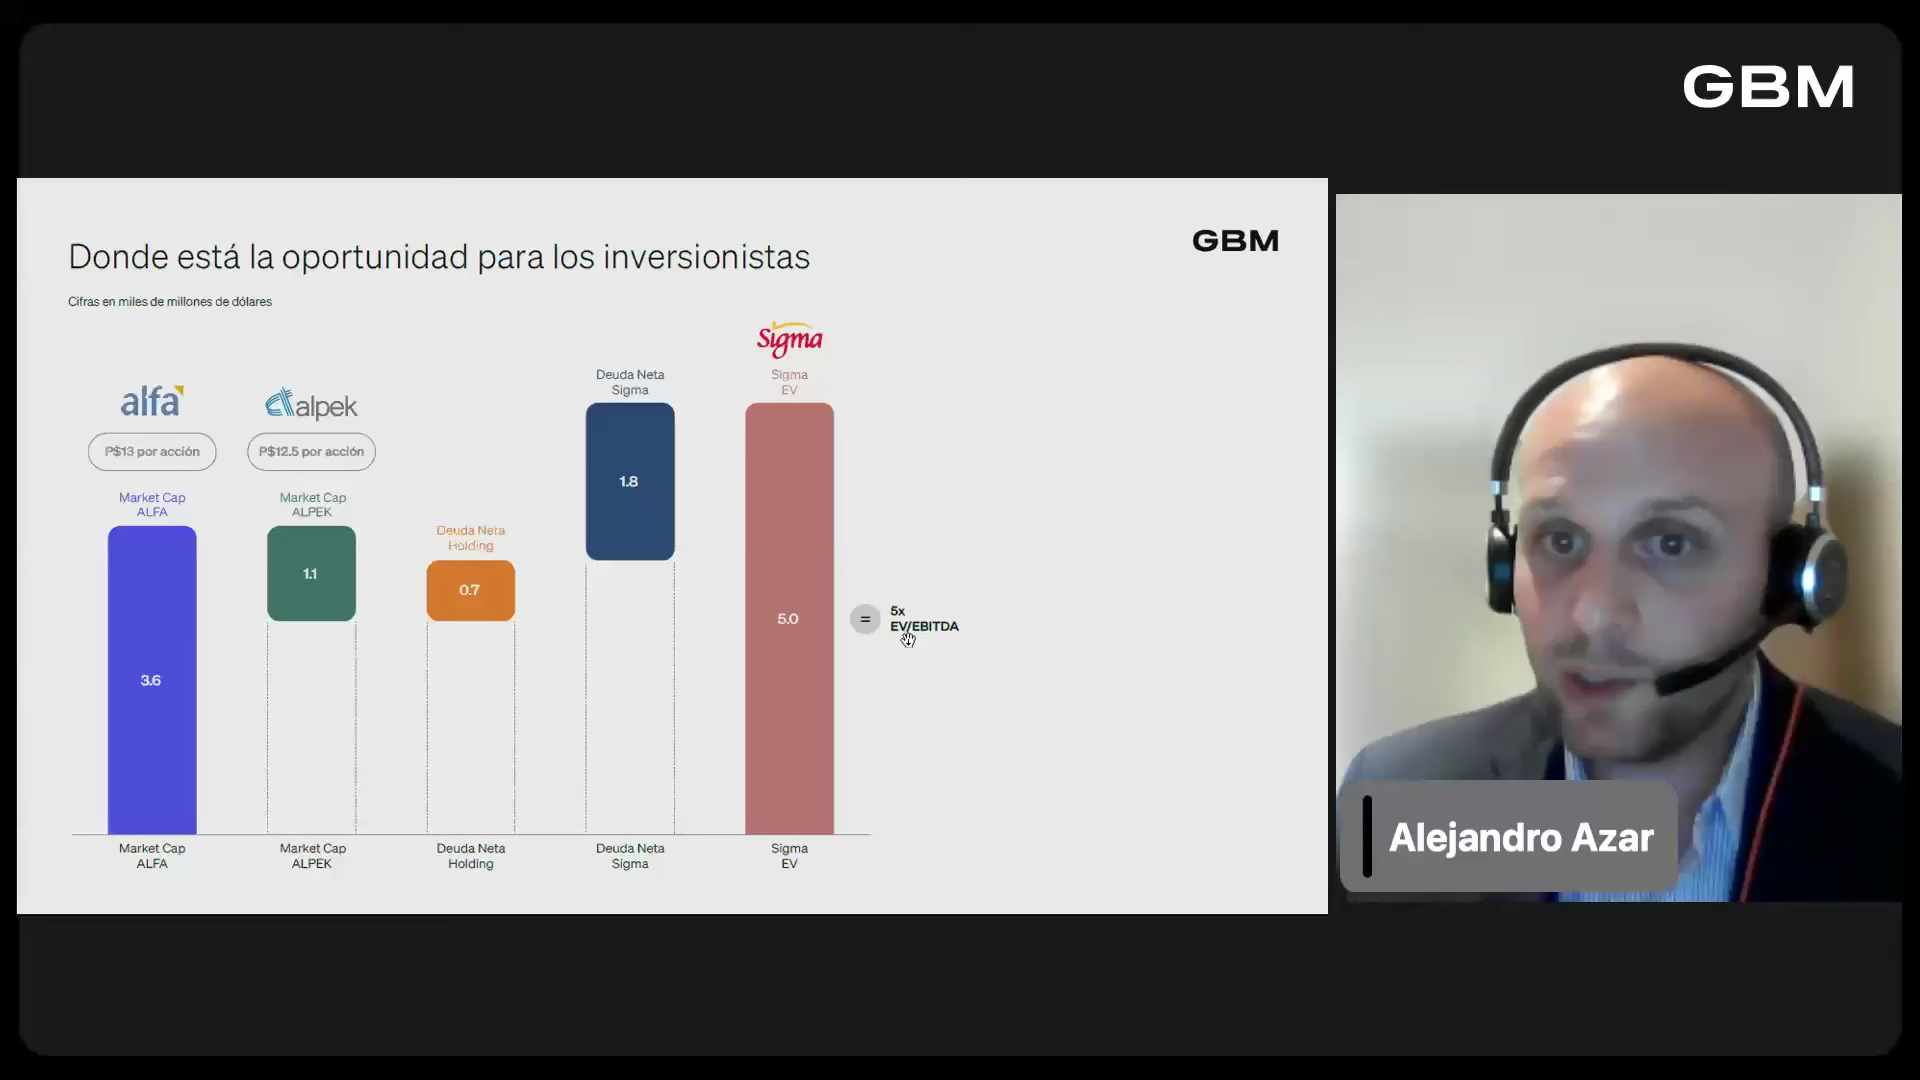 GBM
Donde está la oportunidad para los inversionistas
GBM
Cifras en miles de millones de dólares
alfa
P$13 por acción
Market Cap
ALFA
3.6
alpek
P$12.5 por acción
Market Cap
ALPEK
1.1
Deuda Neta
Holding
0.7
Deuda Neta
Sigma
1.8
Sigma
Sigma
EV
5.0
=
5x
EV/EBITDA
Market Cap
ALFA
Market Cap
ALPEK
Deuda Neta
Holding
Deuda Neta
Sigma
Sigma
EV
Alejandro Azar